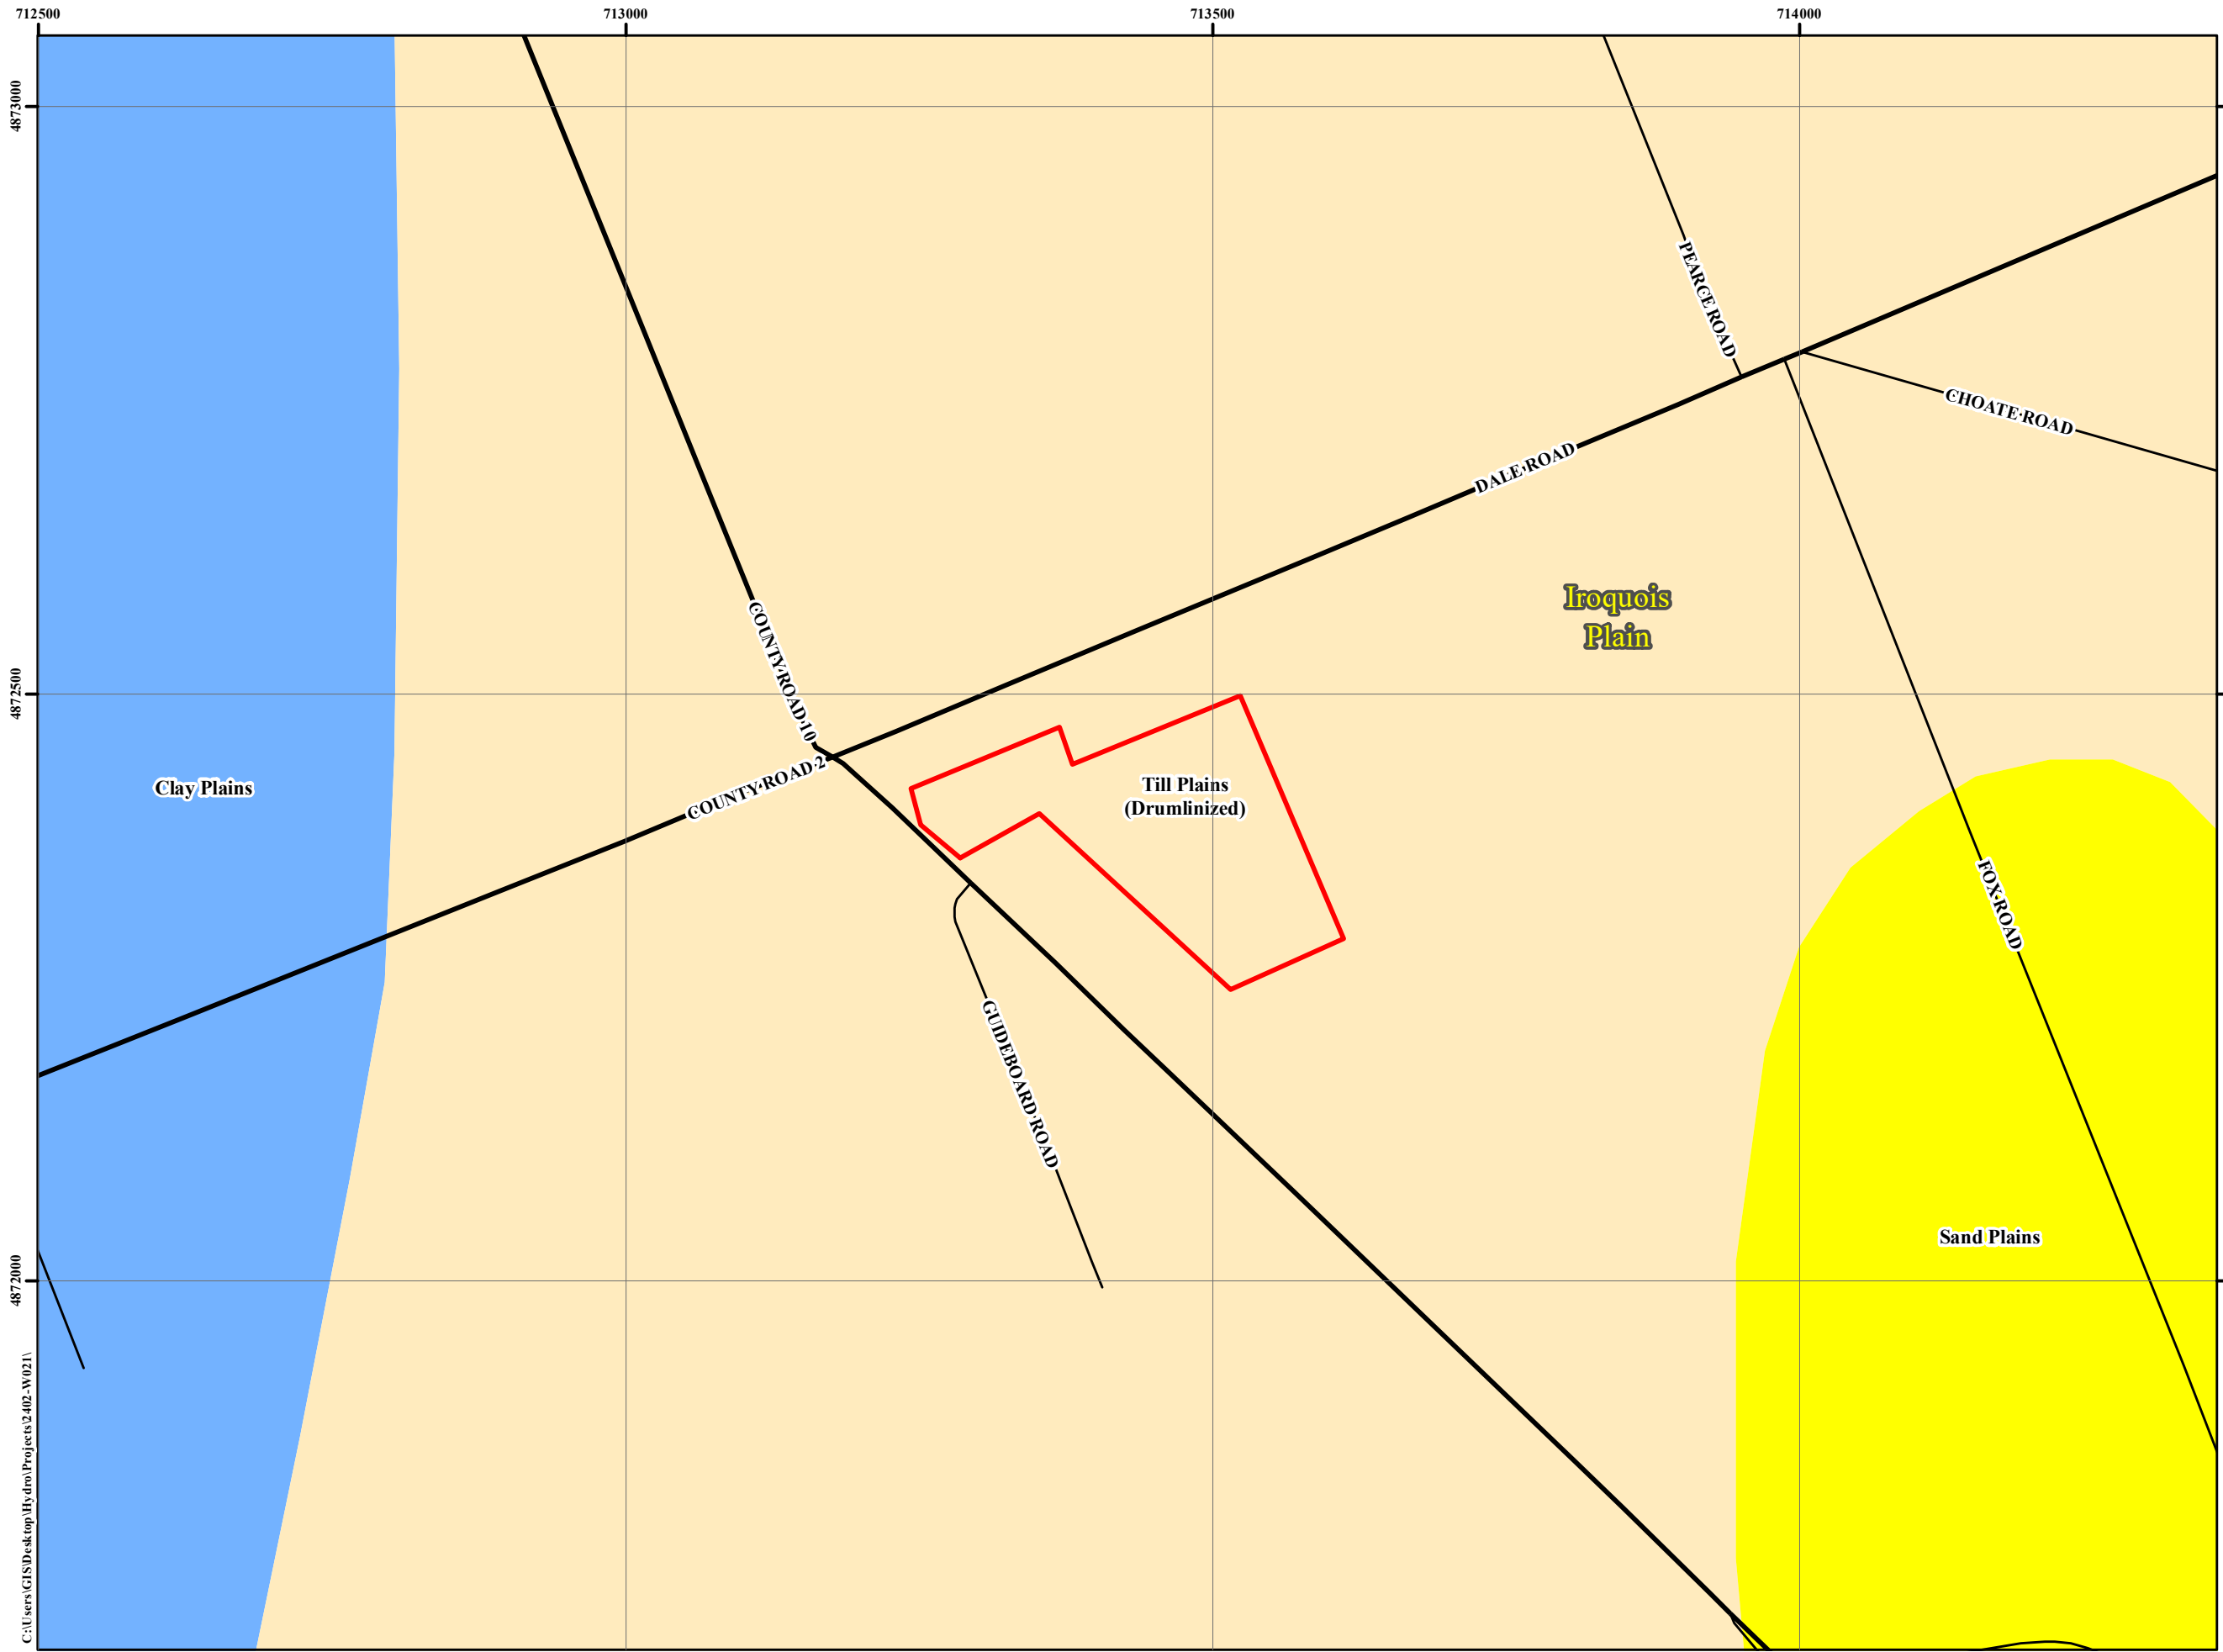 712500
713000
713500
714000
4873000
4872500
4872000
PEARCE ROAD
CHOATE ROAD
DALE ROAD
Iroquois
Plain
COUNTY ROAD 10
COUNTY ROAD 2
Clay Plains
Till Plains
(Drumlinized)
FOX ROAD
GUIDEBOARD ROAD
Sand Plains
C:\Users\GIS\Desktop\Hydro\Projects\2402-W021\